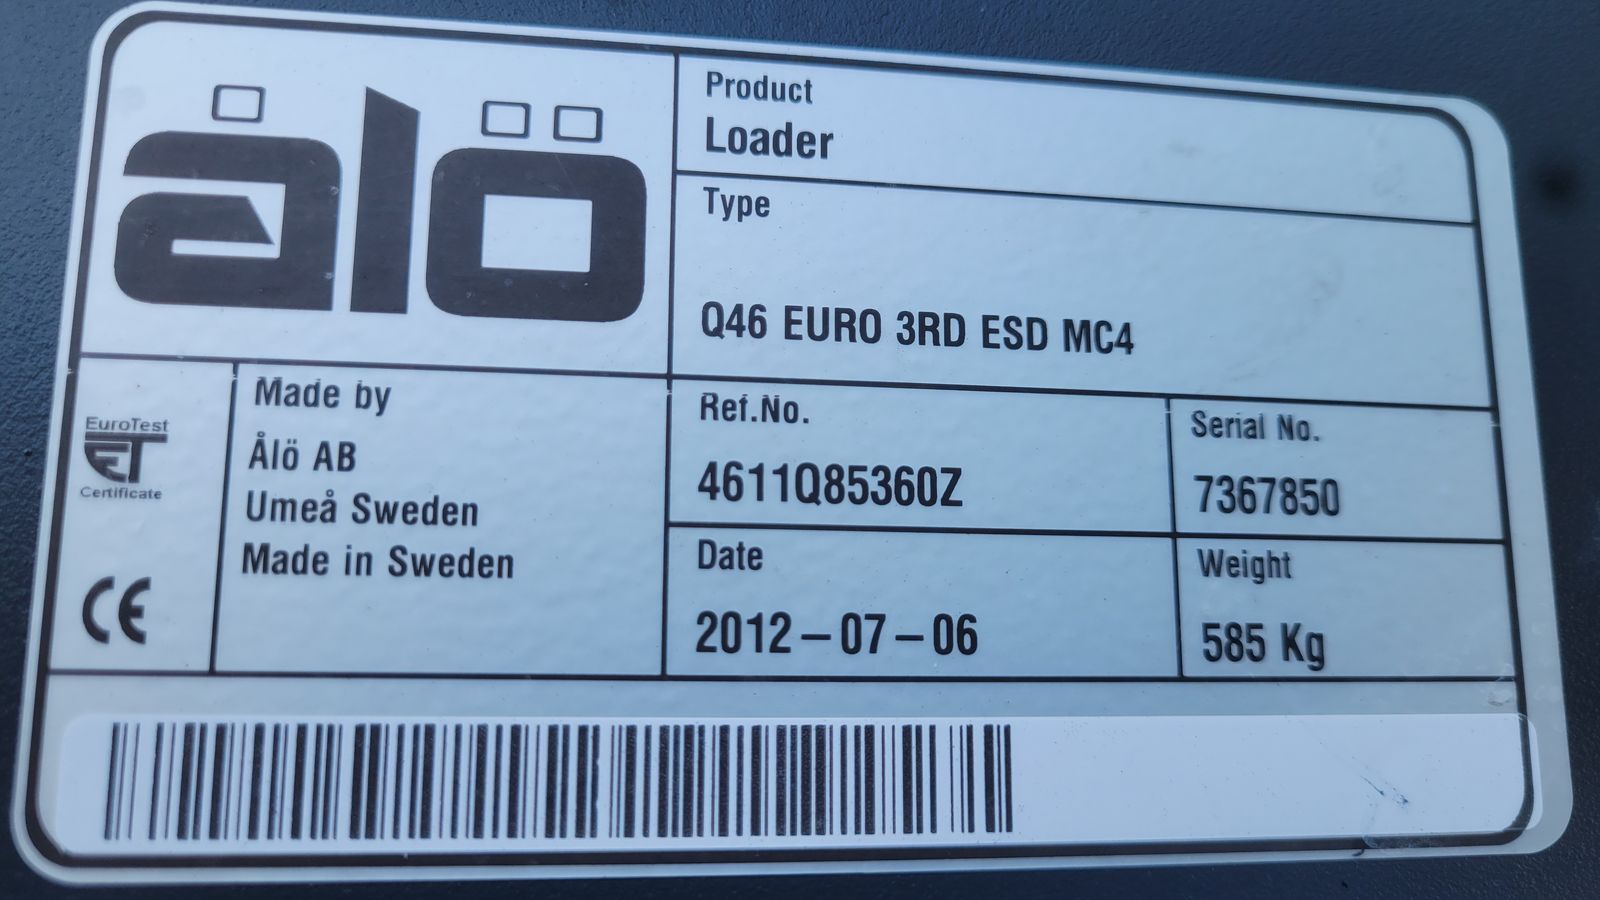 ålö
Product
Loader
Type
Q46 EURO 3RD ESD MC4
EuroTest
ET
Certificate
CE
Made by
Ålö AB
Umeå Sweden
Made in Sweden
Ref.No.
4611Q85360Z
Serial No.
7367850
Date
2012-07-06
Weight
585 Kg